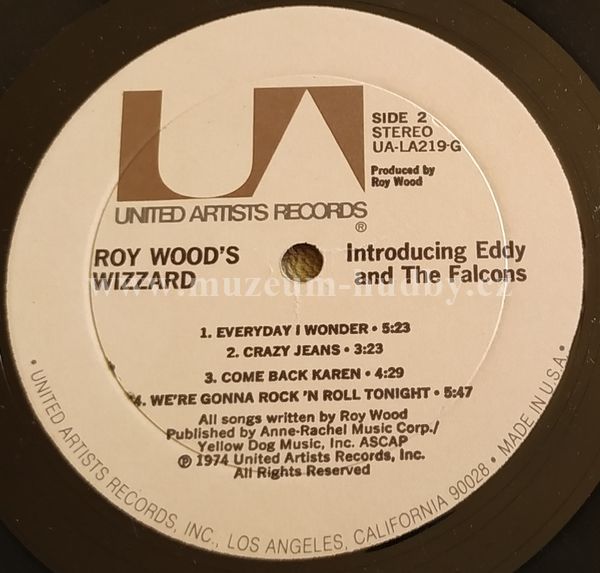 UA
SIDE 2
STEREO
UA-LA219-G
Produced by
Roy Wood
UNITED ARTISTS RECORDS
®
ROY WOOD'S
WIZZARD
Introducing Eddy
and The Falcons
www.muzeum-hudby.cz
1. EVERYDAY I WONDER • 5:23
2. CRAZY JEANS • 3:23
3. COME BACK KAREN • 4:29
4. WE'RE GONNA ROCK 'N ROLL TONIGHT • 5:47
All songs written by Roy Wood
Published by Anne-Rachel Music Corp./
Yellow Dog Music, Inc. ASCAP
℗ 1974 United Artists Records, Inc.
All Rights Reserved
• UNITED ARTISTS RECORDS, INC., LOS ANGELES, CALIFORNIA 90028 • MADE IN U.S.A. •